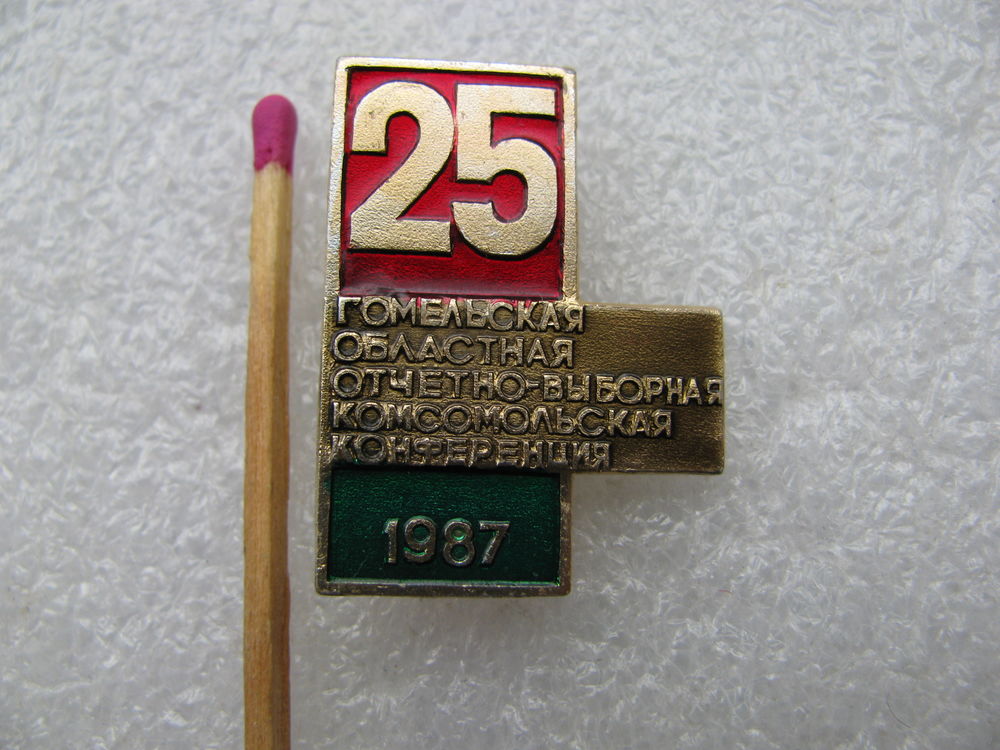 25
ГОМЕЛЬСКАЯ
ОБЛАСТНАЯ
ОТЧЕТНО-ВЫБОРНАЯ
КОМСОМОЛЬСКАЯ
КОНФЕРЕНЦИЯ
1987